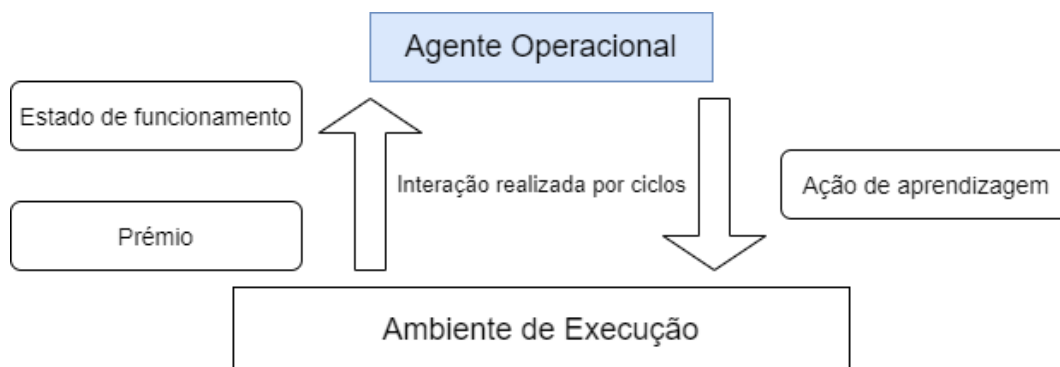 Agente Operacional
Estado de funcionamento
Interação realizada por ciclos
Ação de aprendizagem
Prémio
Ambiente de Execução